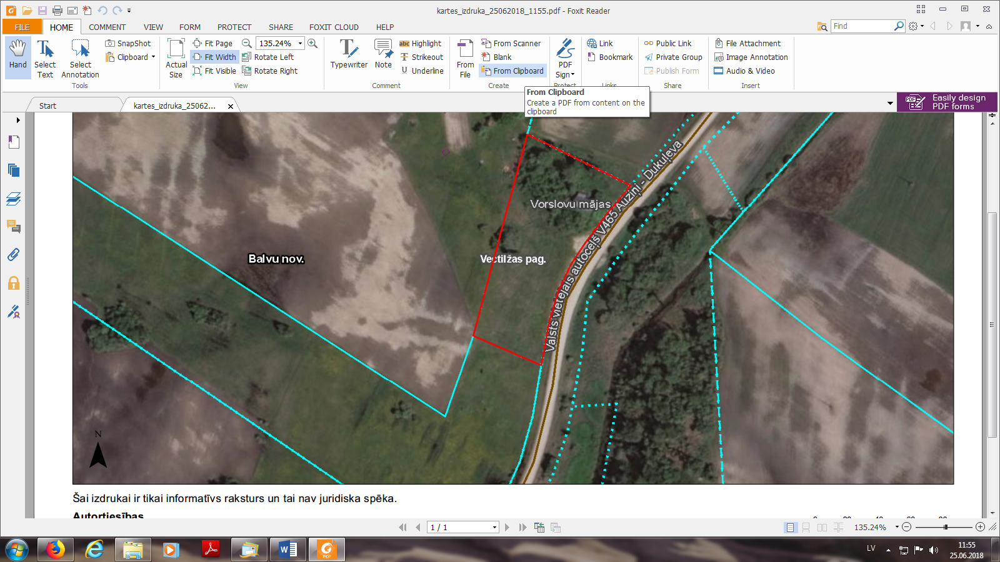 kartes_izdruka_25062018_1155.pdf - Foxit Reader
FILE HOME COMMENT VIEW FORM PROTECT SHARE FOXIT CLOUD HELP
Find
Hand
Select Text
Select Annotation
SnapShot
Clipboard
Tools
Actual Size
Fit Page
Fit Width
Fit Visible
135.24%
Rotate Left
Rotate Right
View
Typewriter
Note
Highlight
Strikeout
Underline
Comment
From File
From Scanner
Blank
From Clipboard
Create
PDF Sign
Protect
Link
Bookmark
Links
Public Link
Private Group
Publish Form
Share
File Attachment
Image Annotation
Audio & Video
Insert
From Clipboard
Create a PDF from content on the
clipboard
Start
kartes_izdruka_25062...
Easily design
PDF forms
Vorslovu mājas
Valsts vietējais autoceļš V465 Auziņi - Dukuļeva
Balvu nov.
Vectilžas pag.
N
Šai izdrukai ir tikai informatīvs raksturs un tai nav juridiska spēka.
Autortiesības
1 / 1
135.24%
LV
11:55
25.06.2018